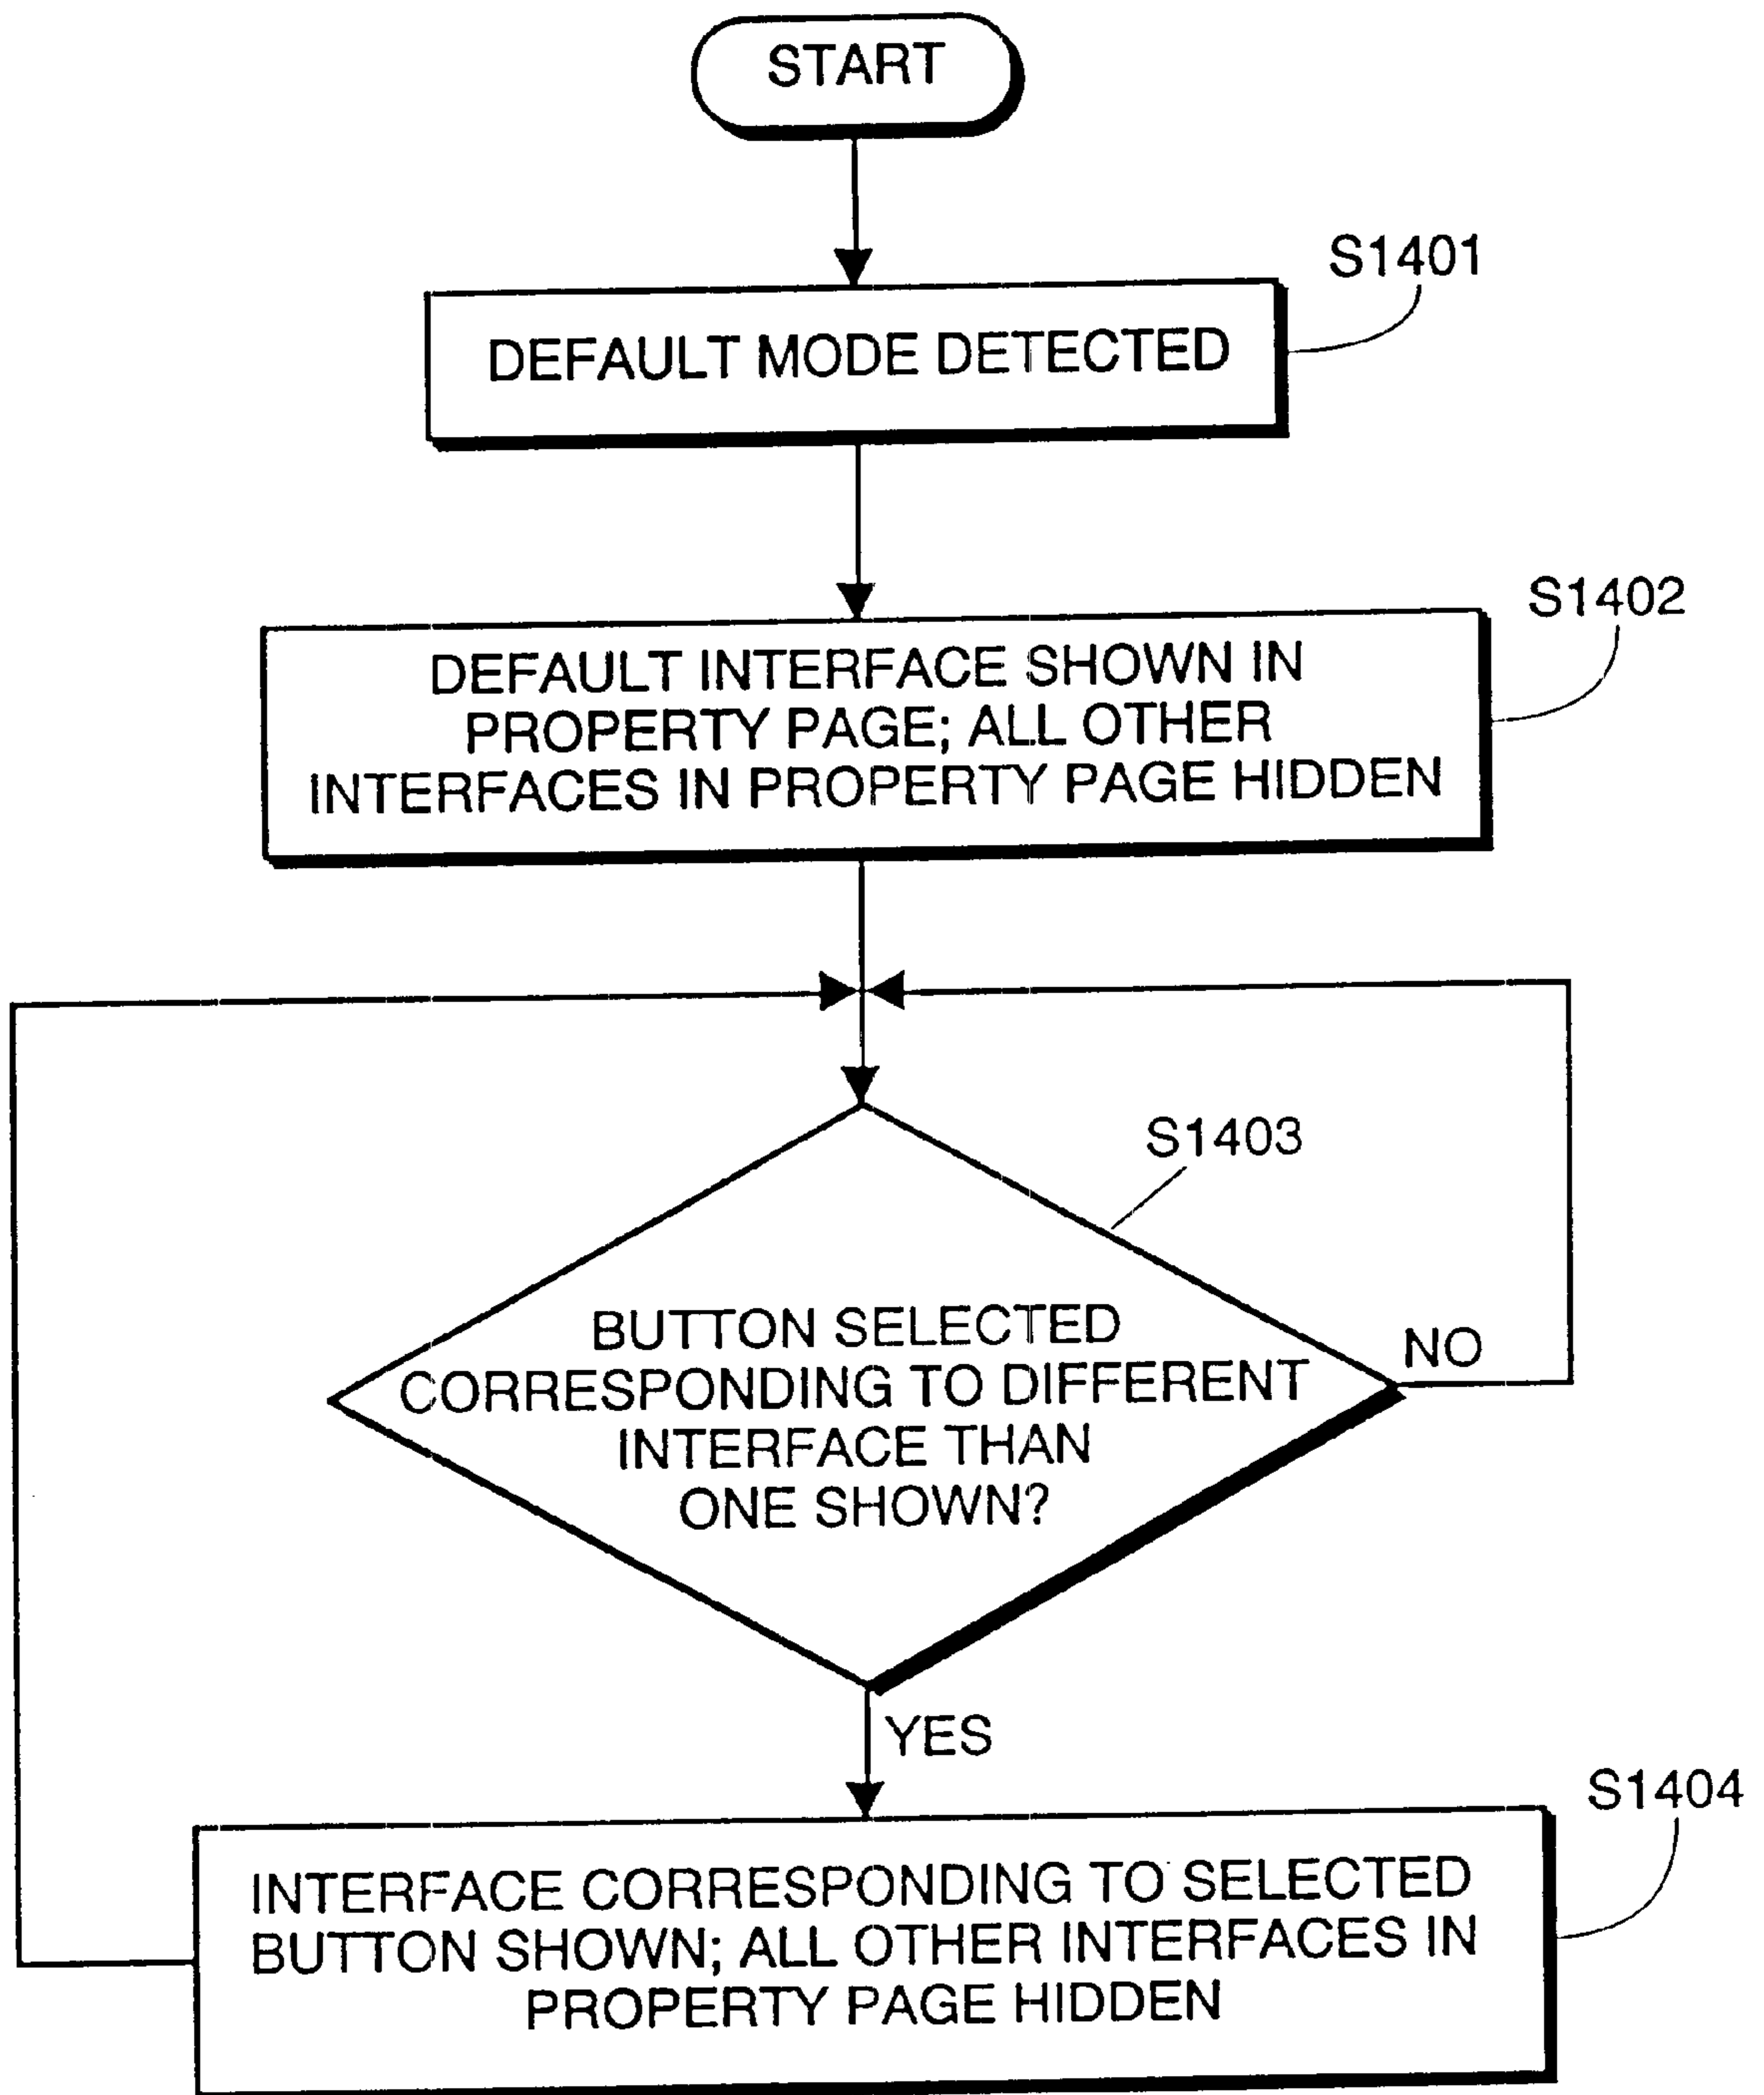 START
S1401
DEFAULT MODE DETECTED
S1402
DEFAULT INTERFACE SHOWN IN
PROPERTY PAGE; ALL OTHER
INTERFACES IN PROPERTY PAGE HIDDEN
S1403
BUTTON SELECTED
CORRESPONDING TO DIFFERENT
INTERFACE THAN
ONE SHOWN?
NO
YES
S1404
INTERFACE CORRESPONDING TO SELECTED
BUTTON SHOWN; ALL OTHER INTERFACES IN
PROPERTY PAGE HIDDEN